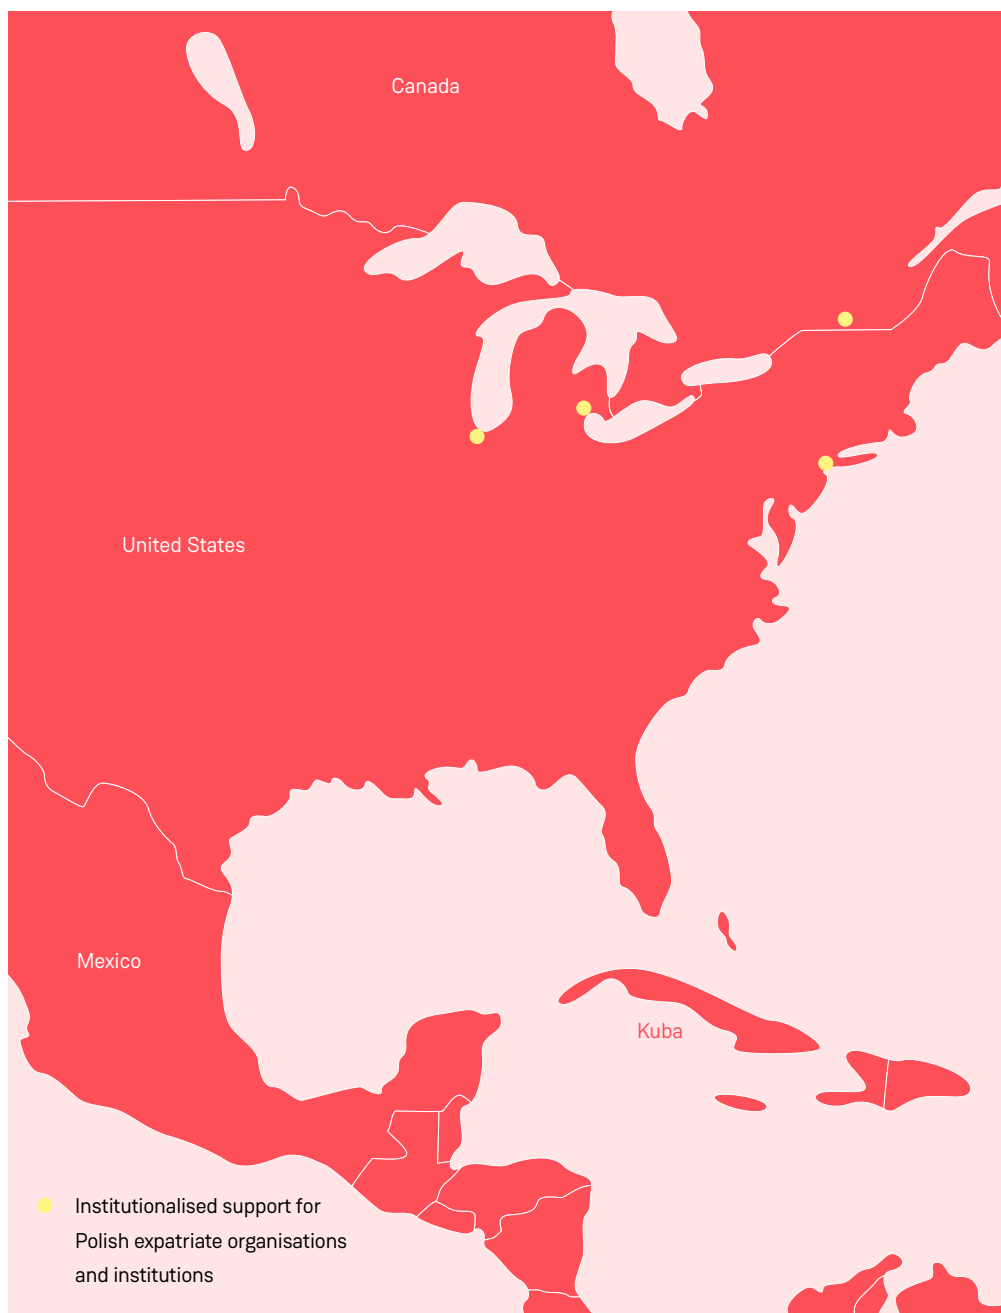 Canada
United States
Mexico
Kuba
Institutionalised support for
Polish expatriate organisations
and institutions